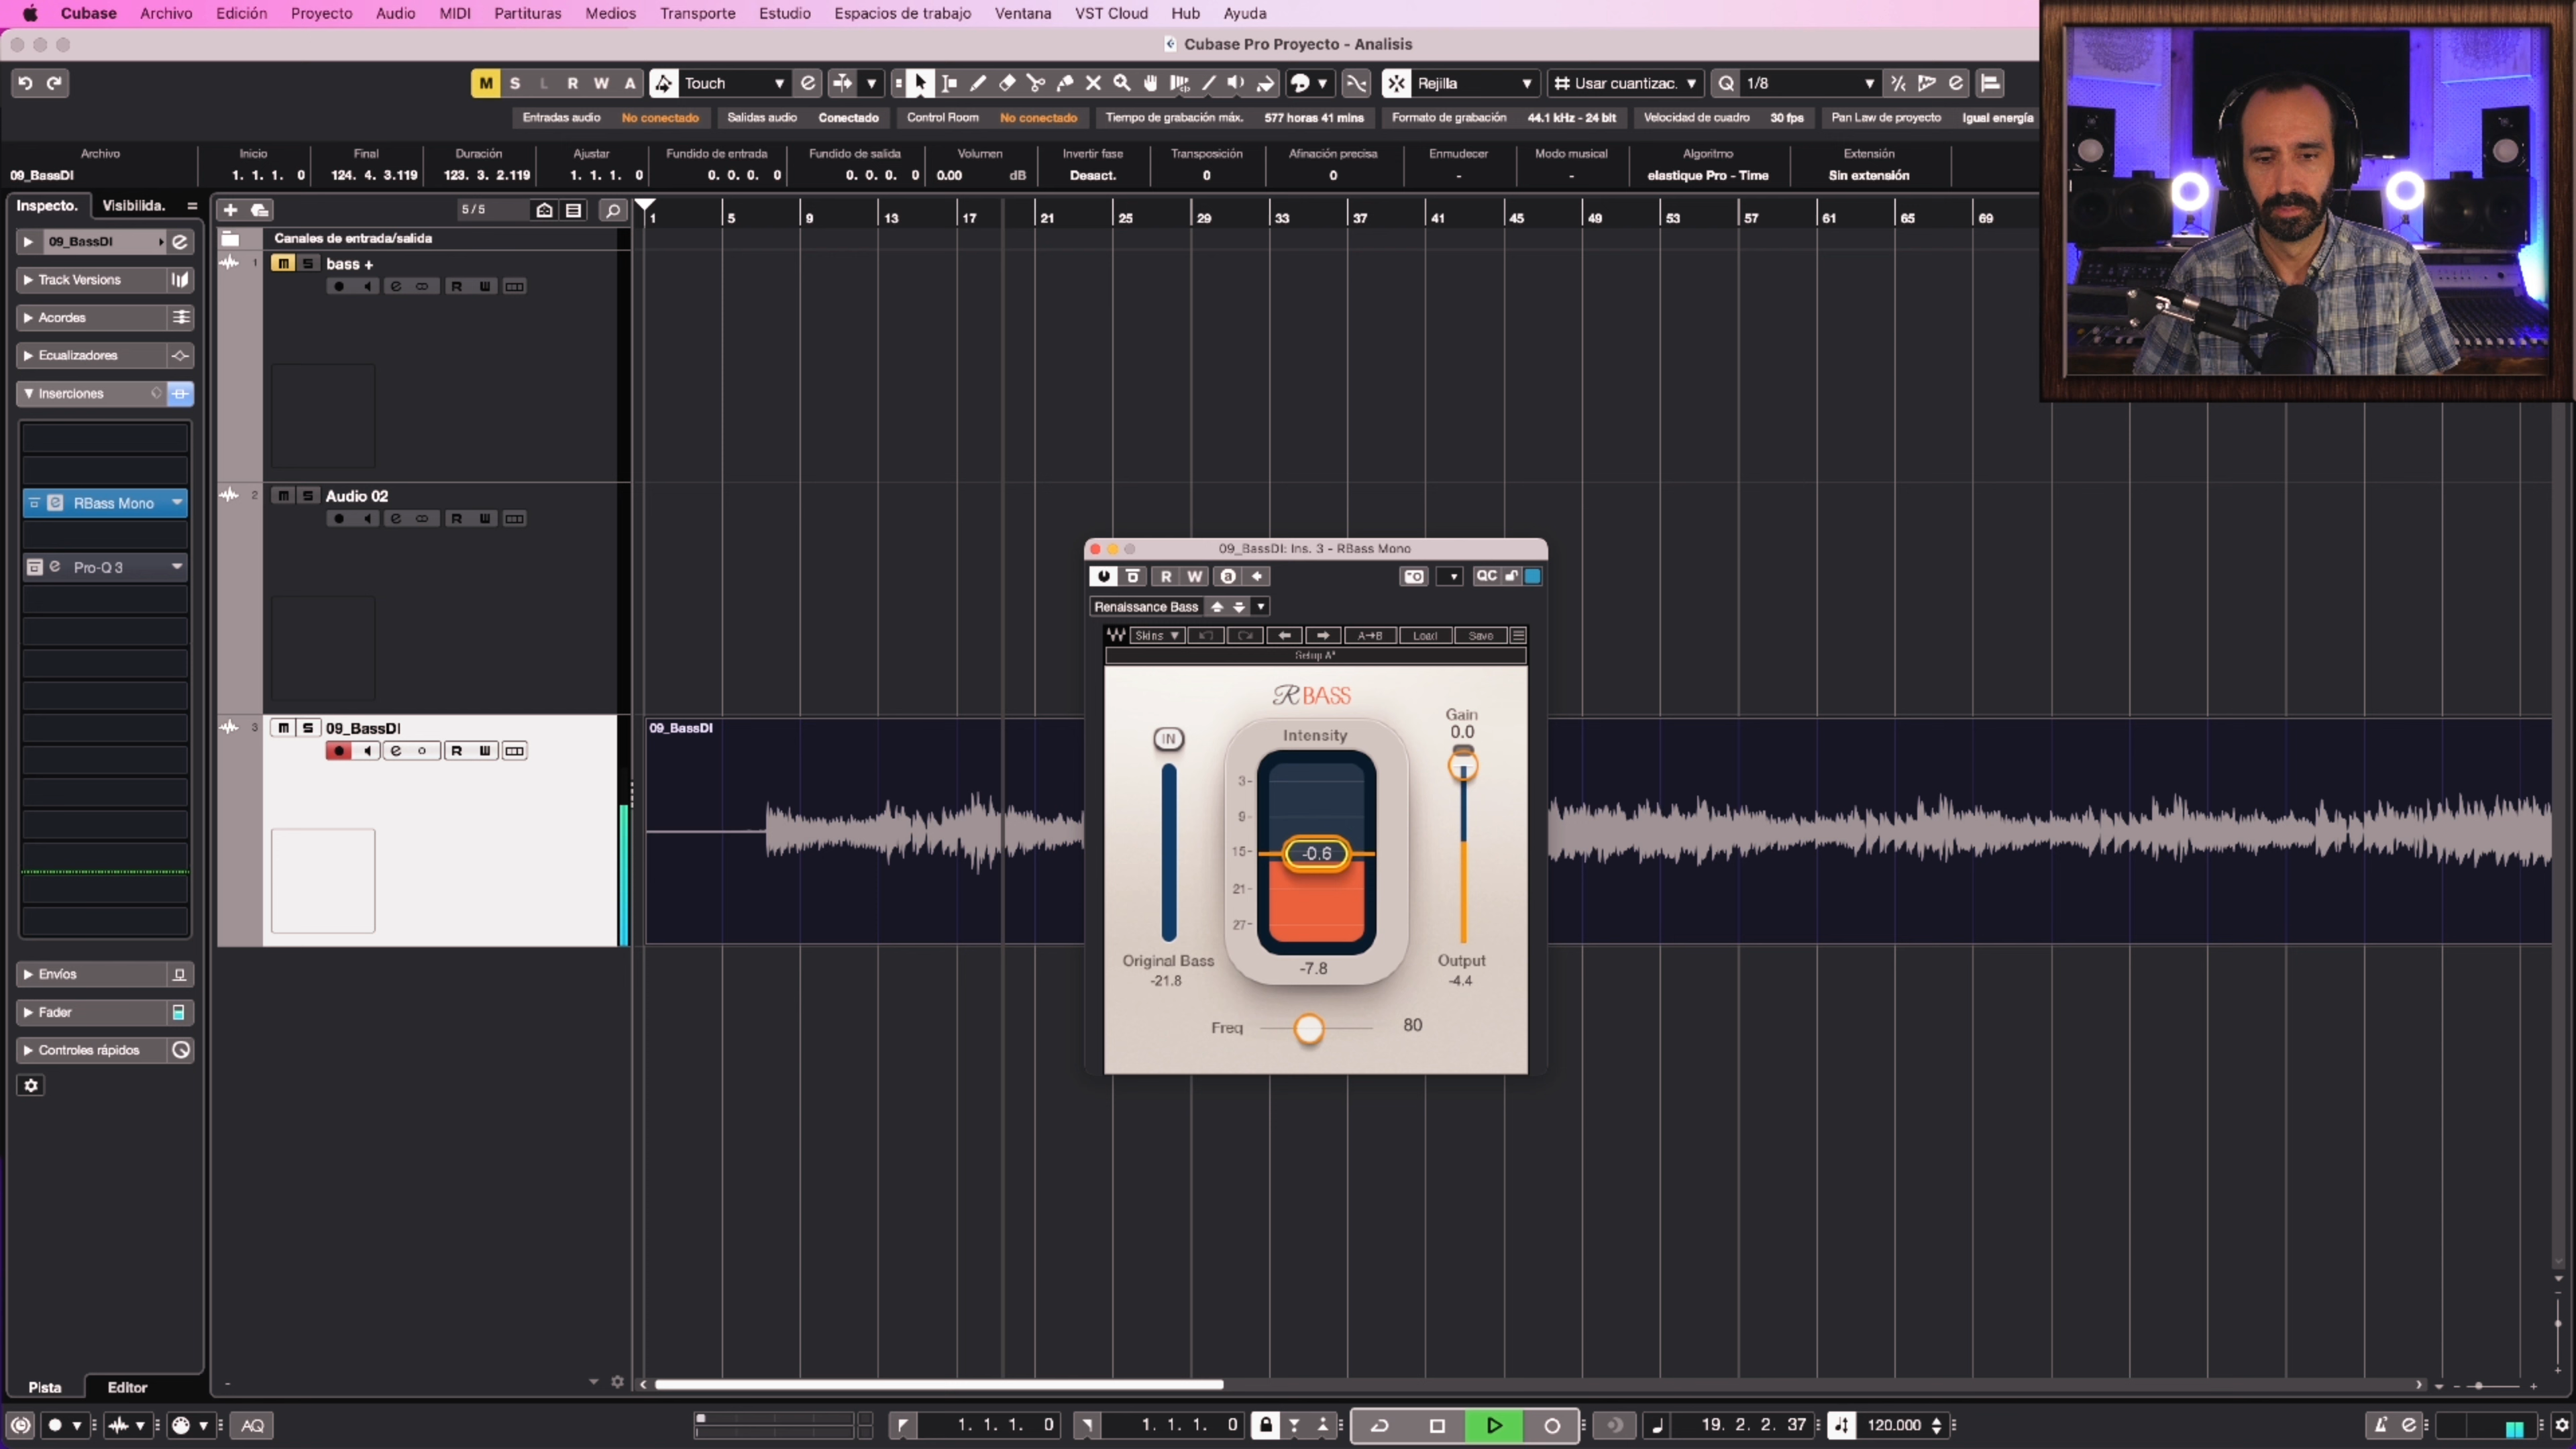 Cubase Archivo Edición Proyecto Audio MIDI Partituras Medios Transporte Estudio Espacios de trabajo Ventana VST Cloud Hub Ayuda
Cubase Pro Proyecto - Analisis
M S L R W A Touch Rejilla Usar cuantizac. Q 1/8
Entradas audio No conectado Salidas audio Conectado Control Room No conectado Tiempo de grabación máx. 577 horas 41 mins Formato de grabación 44.1 kHz - 24 bit Velocidad de cuadro 30 fps Pan Law de proyecto Igual energía
Archivo Inicio Final Duración Ajustar Fundido de entrada Fundido de salida Volumen Invertir fase Transposición Afinación precisa Enmudecer Modo musical Algoritmo Extensión
09_BassDI 1. 1. 1. 0 124. 4. 3.119 123. 3. 2.119 1. 1. 1. 0 0. 0. 0. 0 0. 0. 0. 0 0.00 dB Desact. 0 0 - - elastique Pro - Time Sin extensión
Inspecto. Visibilida. 5 / 5 1 5 9 13 17 21 25 29 33 37 41 45 49 53 57 61 65 69
09_BassDI
Canales de entrada/salida
Track Versions
Acordes
Ecualizadores
Inserciones
RBass Mono
Pro-Q 3
Envíos
Fader
Controles rápidos
1 m S bass +
e R W
2 m S Audio 02
e R W
3 m S 09_BassDI
e R W
09_BassDI
09_BassDI: Ins. 3 - RBass Mono
R W a QC
Renaissance Bass
Skins A→B Load Save
Setup A*
R BASS
Gain
0.0
IN
Intensity
3-
9-
15-
-0.6
21-
27-
Original Bass
-21.8
-7.8
Output
-4.4
Freq 80
Pista Editor
AQ 1. 1. 1. 0 1. 1. 1. 0 19. 2. 2. 37 120.000